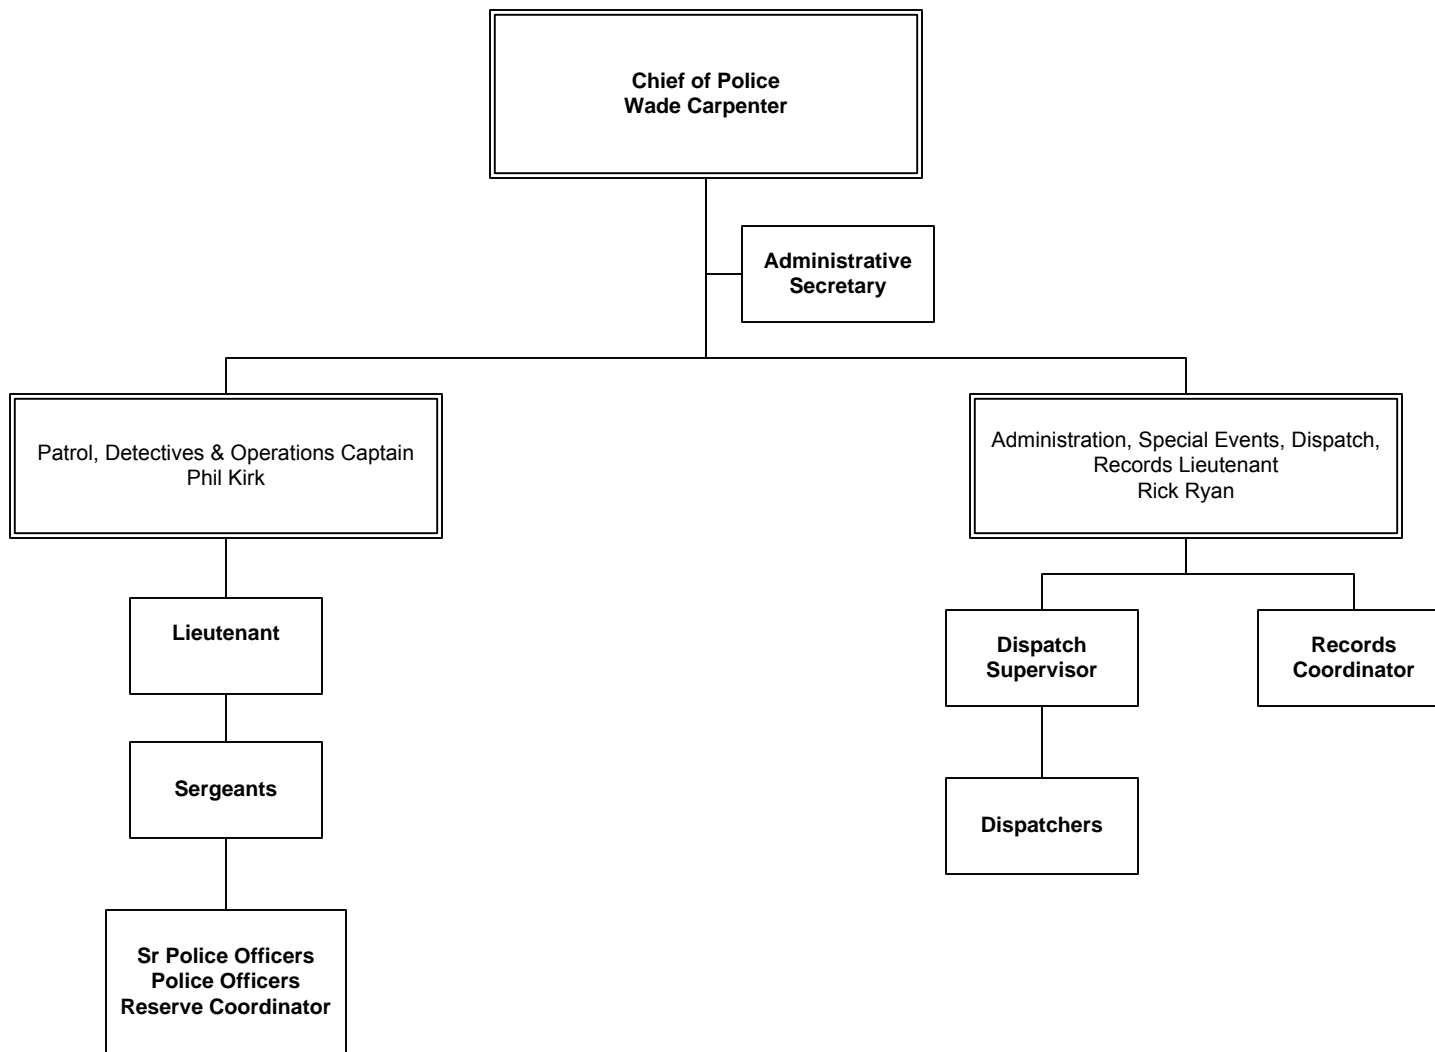 Chief of Police
Wade Carpenter
Administrative
Secretary
Patrol, Detectives & Operations Captain
Phil Kirk
Administration, Special Events, Dispatch,
Records Lieutenant
Rick Ryan
Lieutenant
Dispatch
Supervisor
Records
Coordinator
Sergeants
Dispatchers
Sr Police Officers
Police Officers
Reserve Coordinator